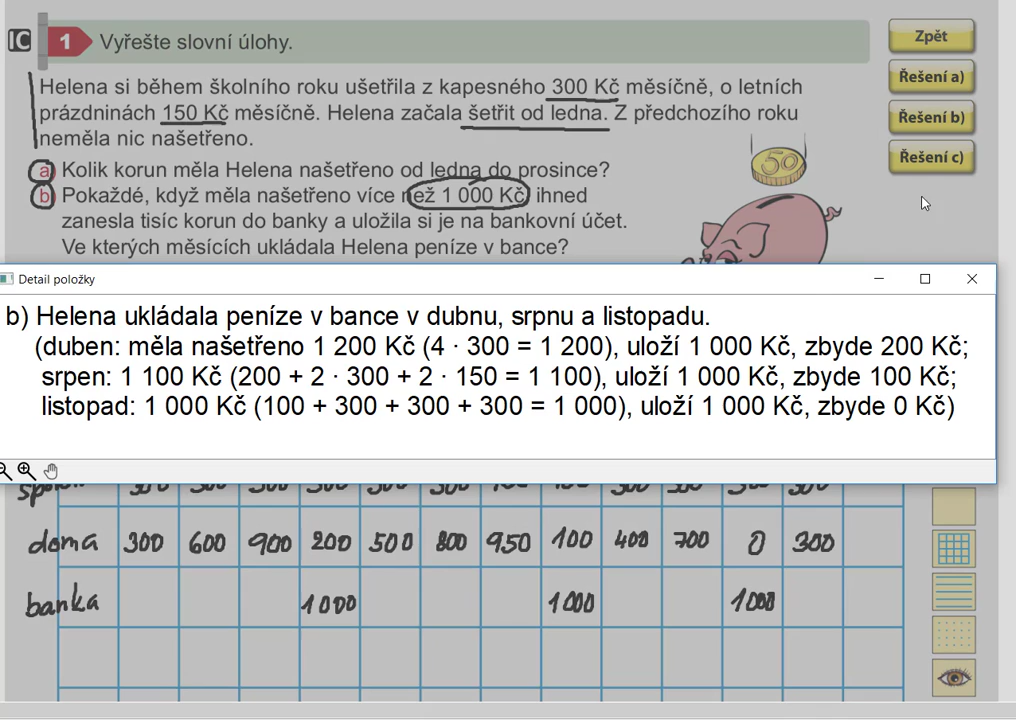 1C
1 Vyřešte slovní úlohy.
Zpět
Řešení a)
Řešení b)
Řešení c)
Helena si během školního roku ušetřila z kapesného 300 Kč měsíčně, o letních
prázdninách 150 Kč měsíčně. Helena začala šetřit od ledna. Z předchozího roku
neměla nic našetřeno.
a Kolik korun měla Helena našetřeno od ledna do prosince?
b Pokaždé, když měla našetřeno více než 1 000 Kč, ihned
zanesla tisíc korun do banky a uložila si je na bankovní účet.
Ve kterých měsících ukládala Helena peníze v bance?
50
Detail položky
b) Helena ukládala peníze v bance v dubnu, srpnu a listopadu.
(duben: měla našetřeno 1 200 Kč (4 · 300 = 1 200), uloží 1 000 Kč, zbyde 200 Kč;
srpen: 1 100 Kč (200 + 2 · 300 + 2 · 150 = 1 100), uloží 1 000 Kč, zbyde 100 Kč;
listopad: 1 000 Kč (100 + 300 + 300 + 300 = 1 000), uloží 1 000 Kč, zbyde 0 Kč)
doma 300 600 900 200 500 800 950 100 400 700 0 300
banka 1000 1000 1000